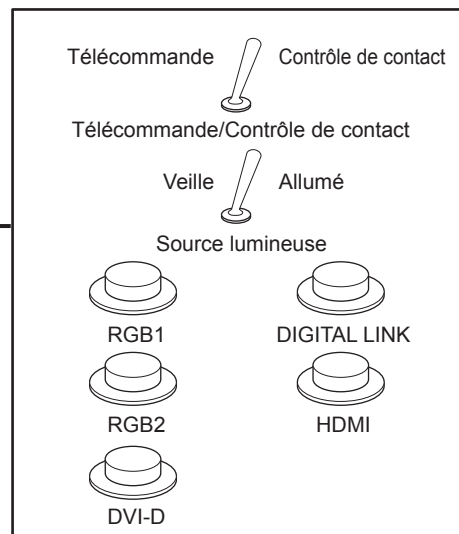 Télécommande Contrôle de contact
Télécommande/Contrôle de contact
Veille Allumé
Source lumineuse
RGB1 DIGITAL LINK
RGB2 HDMI
DVI-D